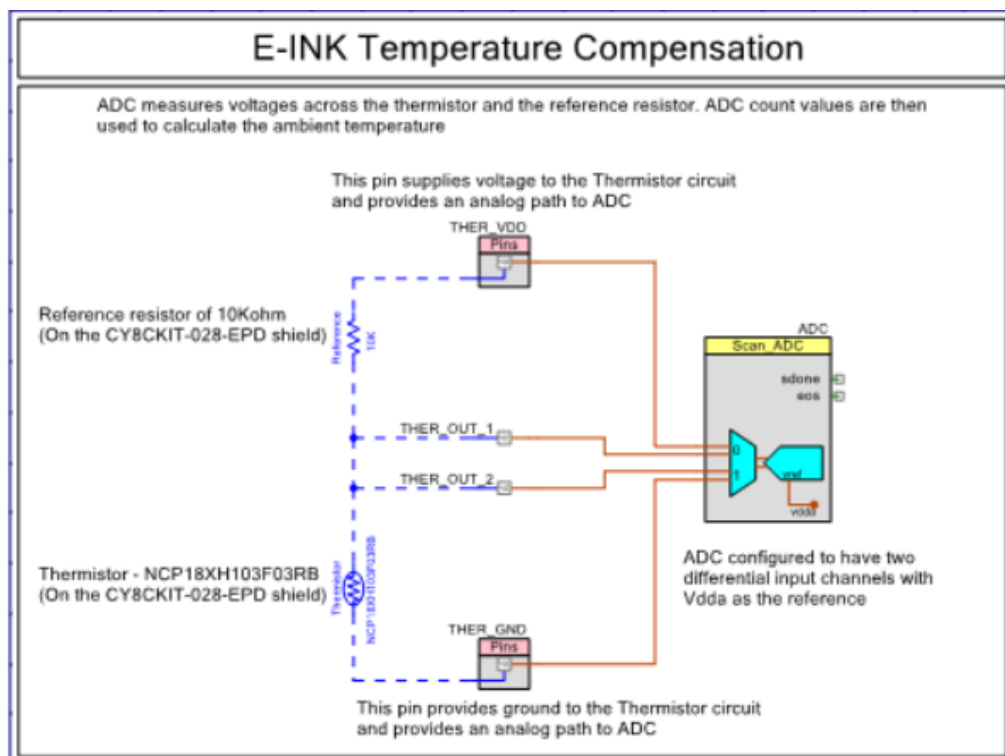 E-INK Temperature Compensation
ADC measures voltages across the thermistor and the reference resistor. ADC count values are then
used to calculate the ambient temperature
This pin supplies voltage to the Thermistor circuit
and provides an analog path to ADC
THER_VDD
Pins
Reference resistor of 10Kohm
(On the CY8CKIT-028-EPD shield)
Reference
10K
ADC
Scan_ADC
sdone
eos
THER_OUT_1
0
THER_OUT_2
1
vref
vdda
Thermistor - NCP18XH103F03RB
(On the CY8CKIT-028-EPD shield)
Thermistor
NCP18XH103F03RB
ADC configured to have two
differential input channels with
Vdda as the reference
THER_GND
Pins
This pin provides ground to the Thermistor circuit
and provides an analog path to ADC